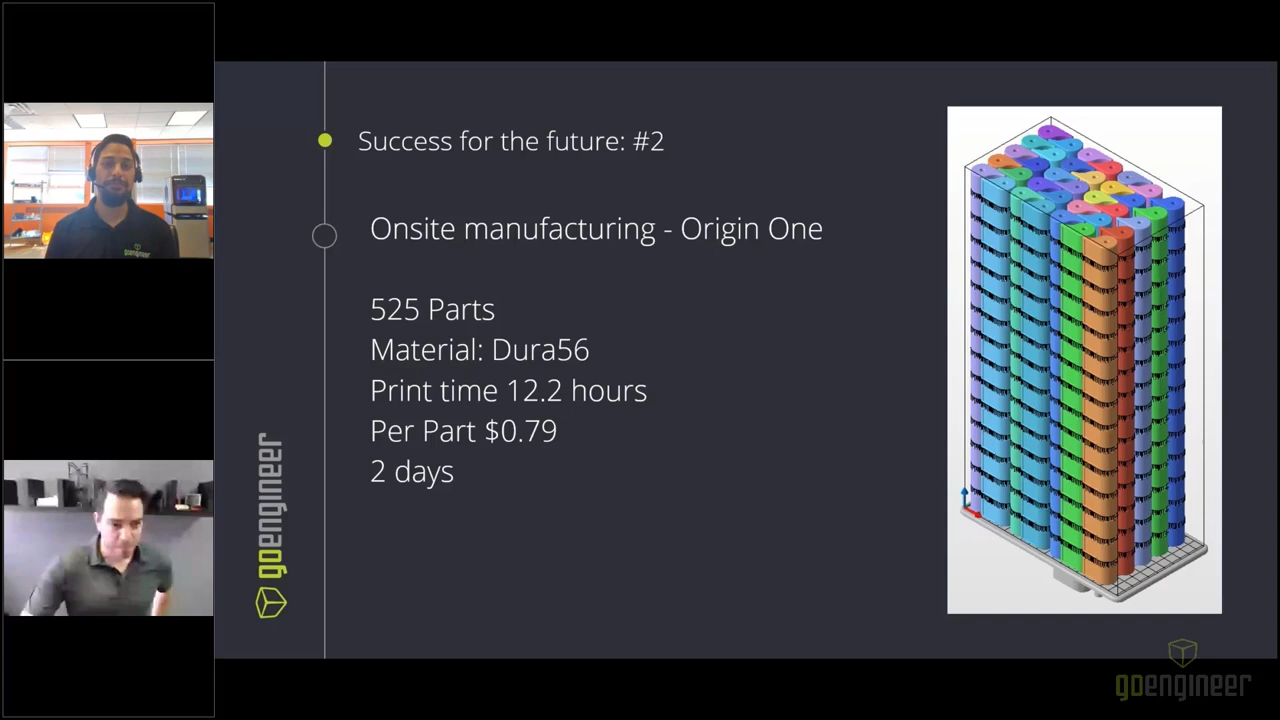 Success for the future: #2
Onsite manufacturing - Origin One
525 Parts
Material: Dura56
Print time 12.2 hours
Per Part $0.79
2 days
goengineer
goengineer
goengineer